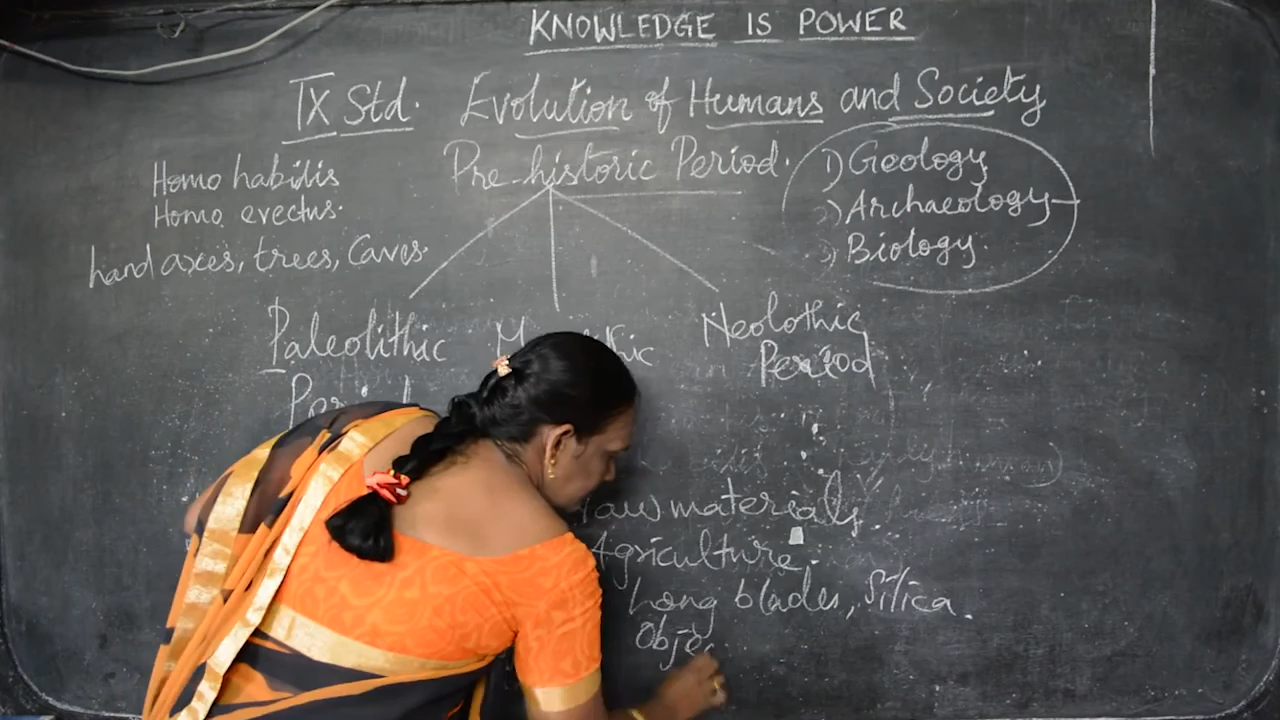 KNOWLEDGE IS POWER
IX Std. Evolution of Humans and Society
Pre-historic Period.
1) Geology
2) Archaeology
3) Biology.
Homo habilis
Homo erectus.
hand axes, trees, Caves.
Paleolithic
Neolothic
Period
raw materials
Agriculture.
Long blades, Silica
Objec